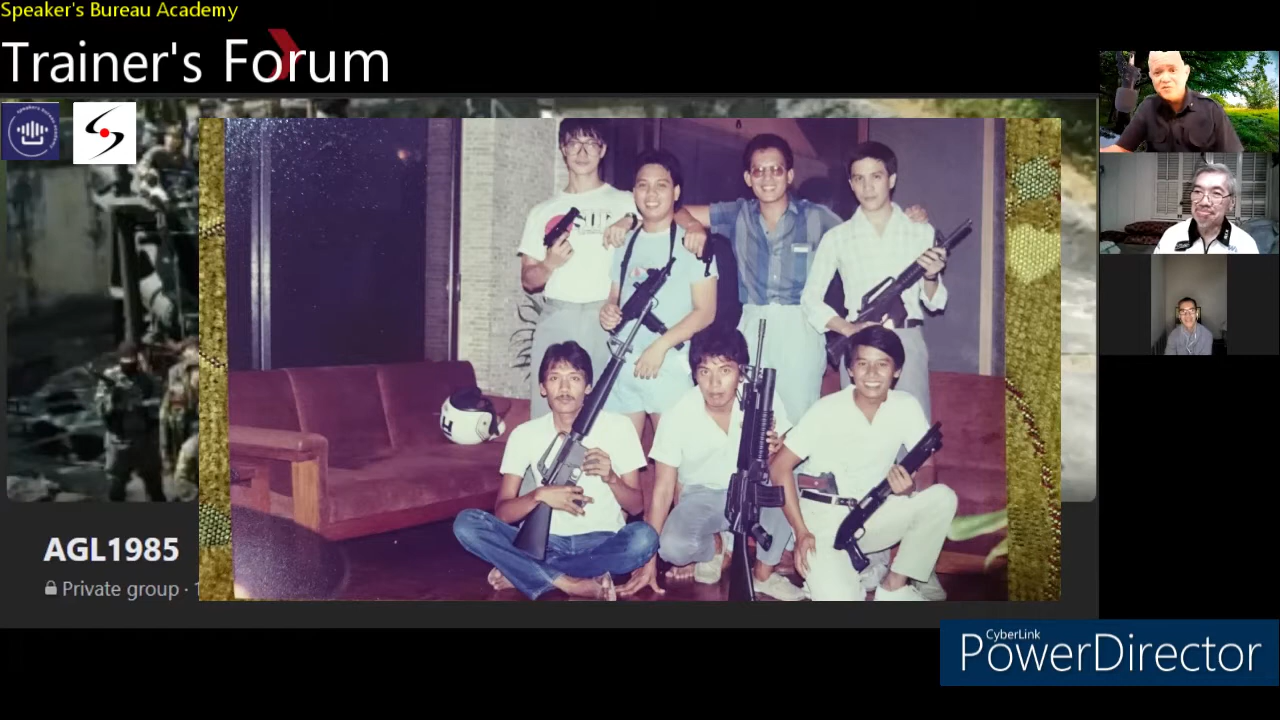 Speaker's Bureau Academy
Trainer's Forum
AGL1985
Private group ·
CyberLink
PowerDirector